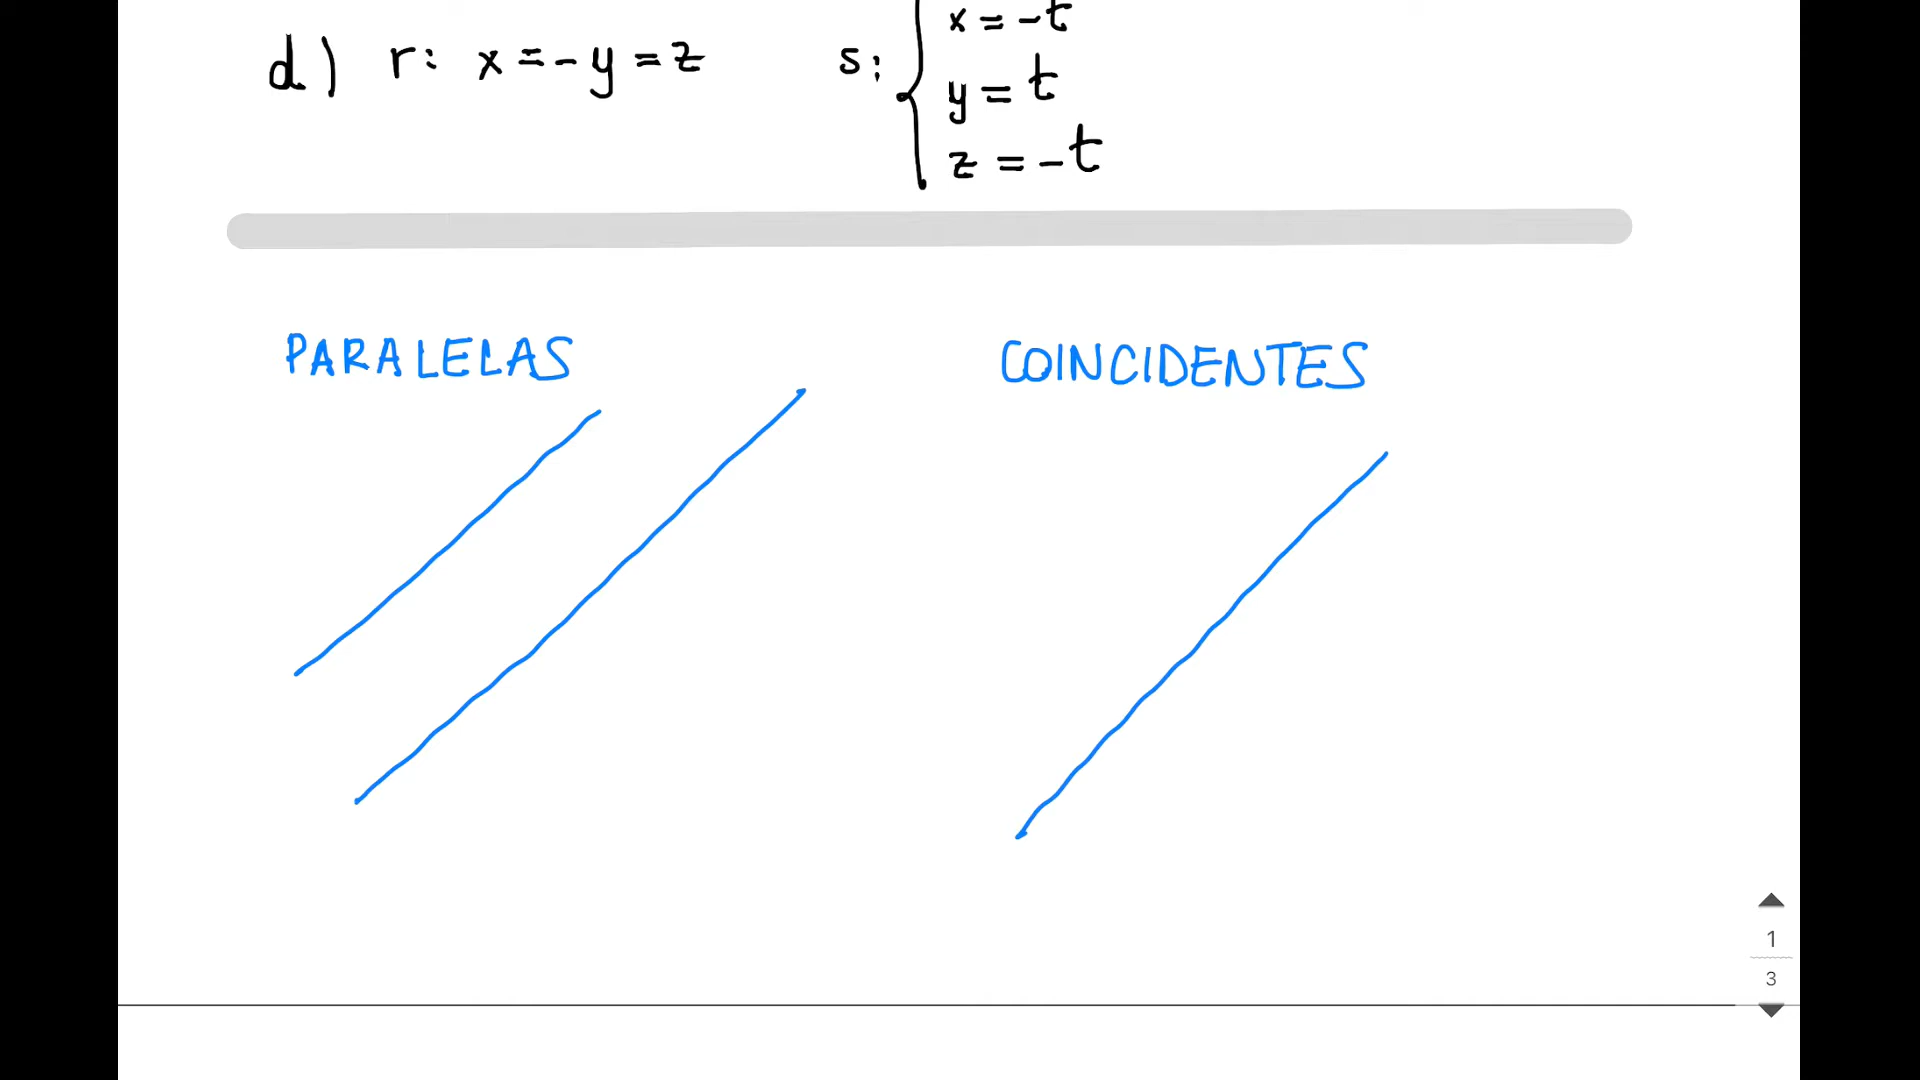 x = -t
d) r: x = -y = z s: y = t
z = -t
PARALELAS COINCIDENTES
1
3